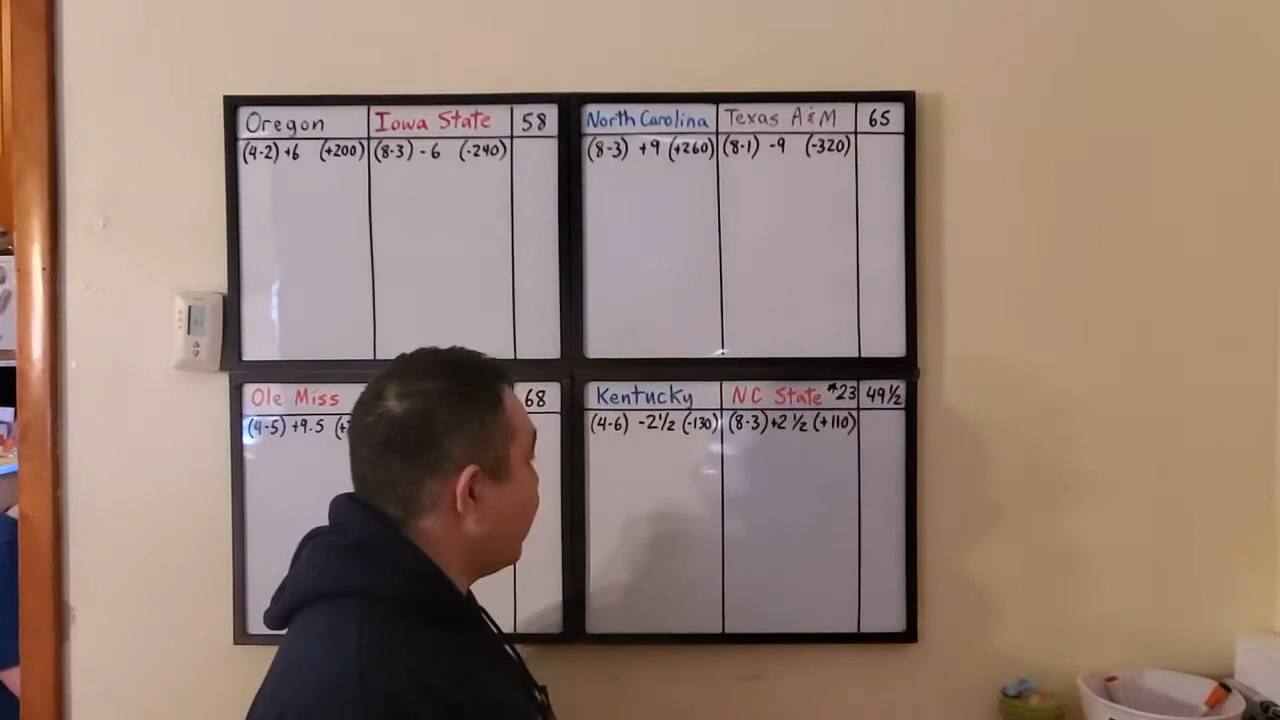 Oregon Iowa State 58
(4-2) +6 (+200) (8-3) -6 (-240)
North Carolina Texas A&M 65
(8-3) +9 (+260) (8-1) -9 (-320)
Ole Miss 68
(4-5) +9.5
Kentucky NC State #23 49½
(4-6) -2½ (-130) (8-3) +2½ (+110)